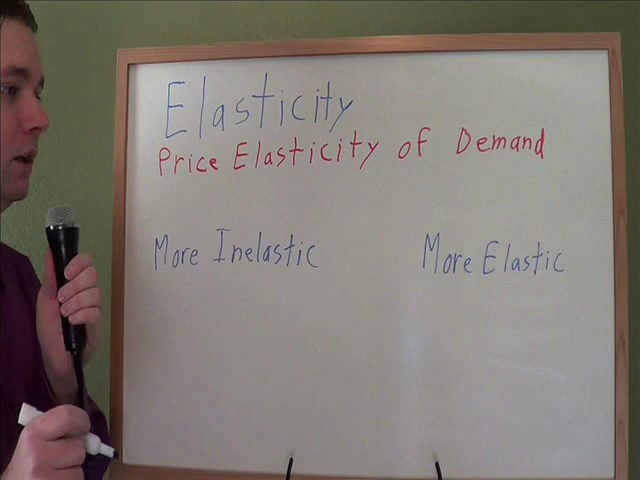 Elasticity
Price Elasticity of Demand
More Inelastic
More Elastic